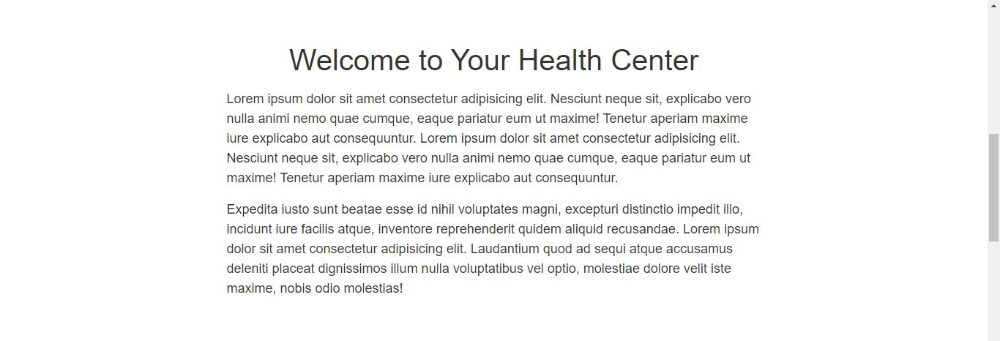 Welcome to Your Health Center
Lorem ipsum dolor sit amet consectetur adipisicing elit. Nesciunt neque sit, explicabo vero
nulla animi nemo quae cumque, eaque pariatur eum ut maxime! Tenetur aperiam maxime
iure explicabo aut consequuntur. Lorem ipsum dolor sit amet consectetur adipisicing elit.
Nesciunt neque sit, explicabo vero nulla animi nemo quae cumque, eaque pariatur eum ut
maxime! Tenetur aperiam maxime iure explicabo aut consequuntur.
Expedita iusto sunt beatae esse id nihil voluptates magni, excepturi distinctio impedit illo,
incidunt iure facilis atque, inventore reprehenderit quidem aliquid recusandae. Lorem ipsum
dolor sit amet consectetur adipisicing elit. Laudantium quod ad sequi atque accusamus
deleniti placeat dignissimos illum nulla voluptatibus vel optio, molestiae dolore velit iste
maxime, nobis odio molestias!